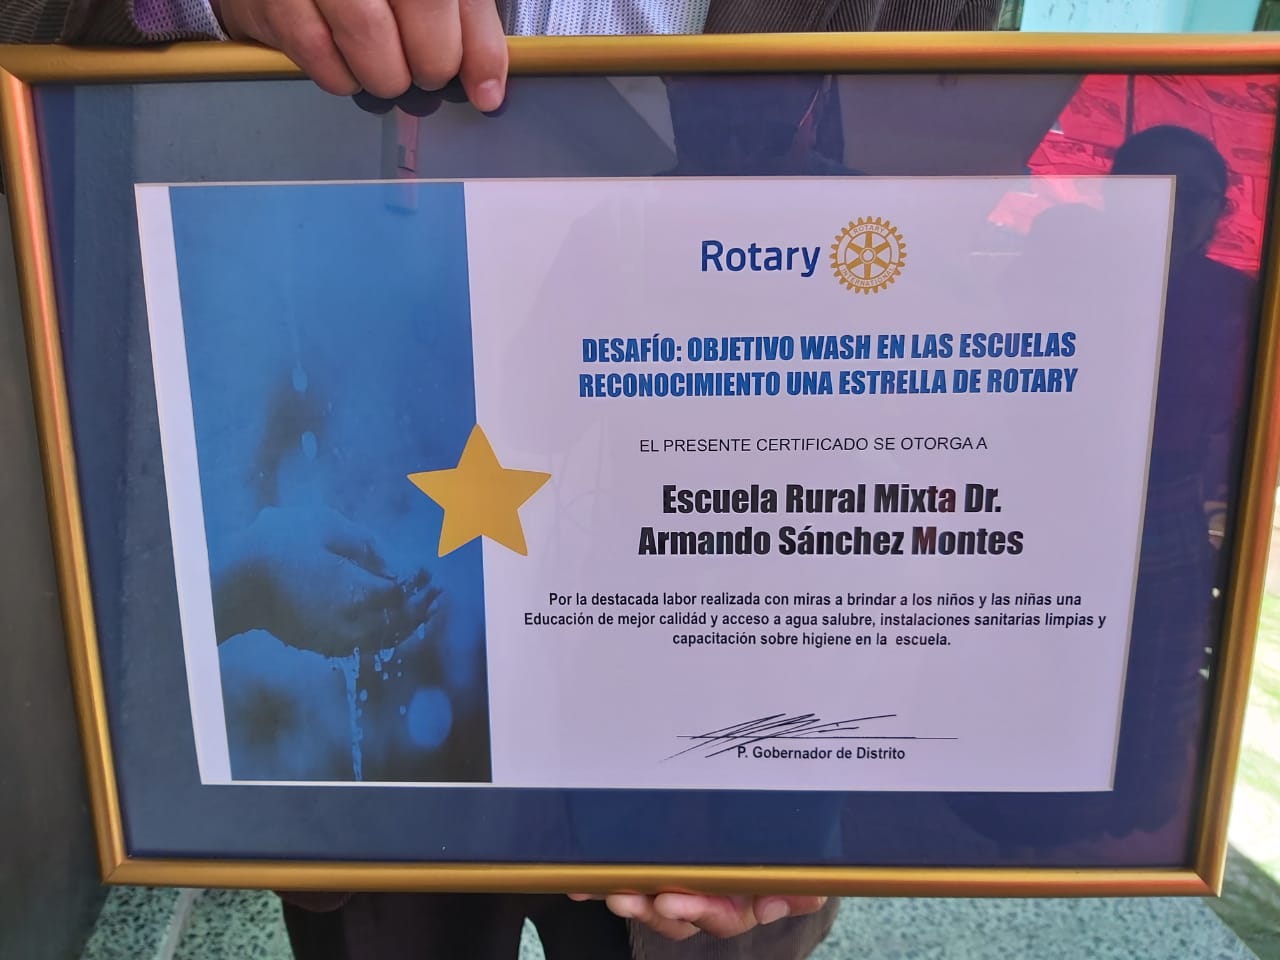 Rotary
ROTARY
INTERNATIONAL
DESAFÍO: OBJETIVO WASH EN LAS ESCUELAS
RECONOCIMIENTO UNA ESTRELLA DE ROTARY
EL PRESENTE CERTIFICADO SE OTORGA A
Escuela Rural Mixta Dr.
Armando Sánchez Montes
Por la destacada labor realizada con miras a brindar a los niños y las niñas una
Educación de mejor calidád y acceso a agua salubre, instalaciones sanitarias limpias y
capacitación sobre higiene en la escuela.
P. Gobernador de Distrito